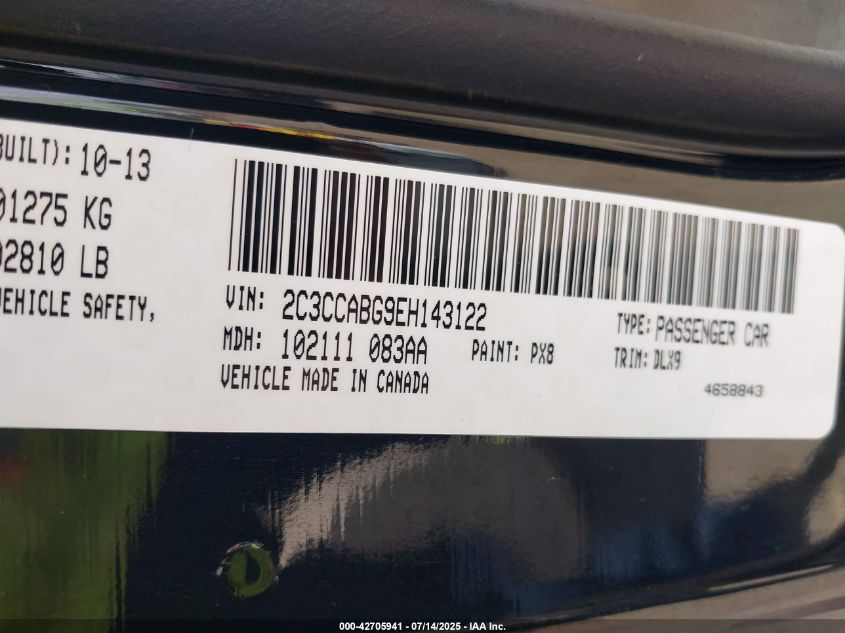 BUILT): 10-13
01275 KG
02810 LB
VEHICLE SAFETY,
VIN: 2C3CCABG9EH143122
MDH: 102111 083AA
PAINT: PX8
VEHICLE MADE IN CANADA
TYPE: PASSENGER CAR
TRIM: DLX9
4658843
000-42705941 - 07/14/2025 - IAA Inc.